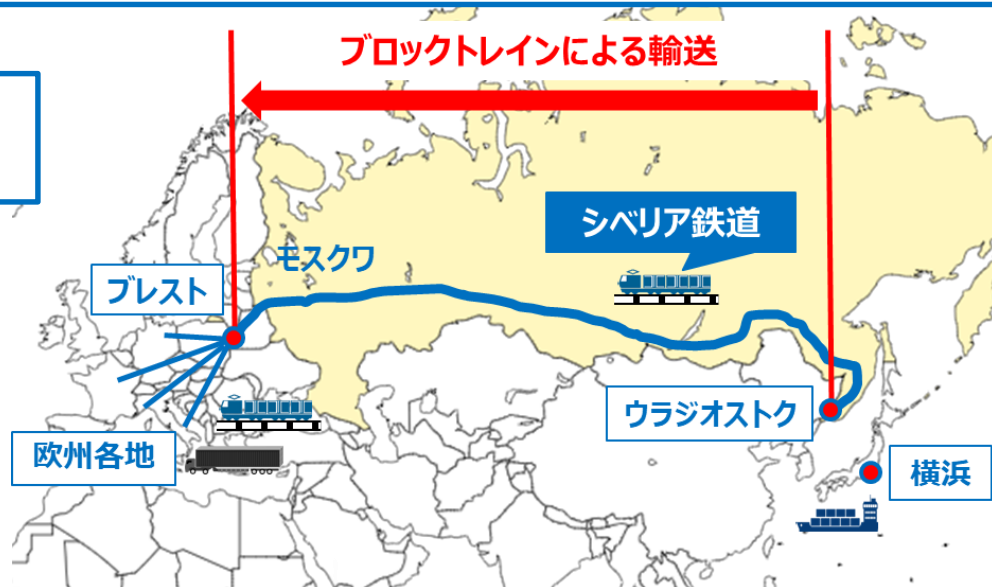 ブロックトレインによる輸送
シベリア鉄道
モスクワ
ブレスト
ウラジオストク
欧州各地
横浜